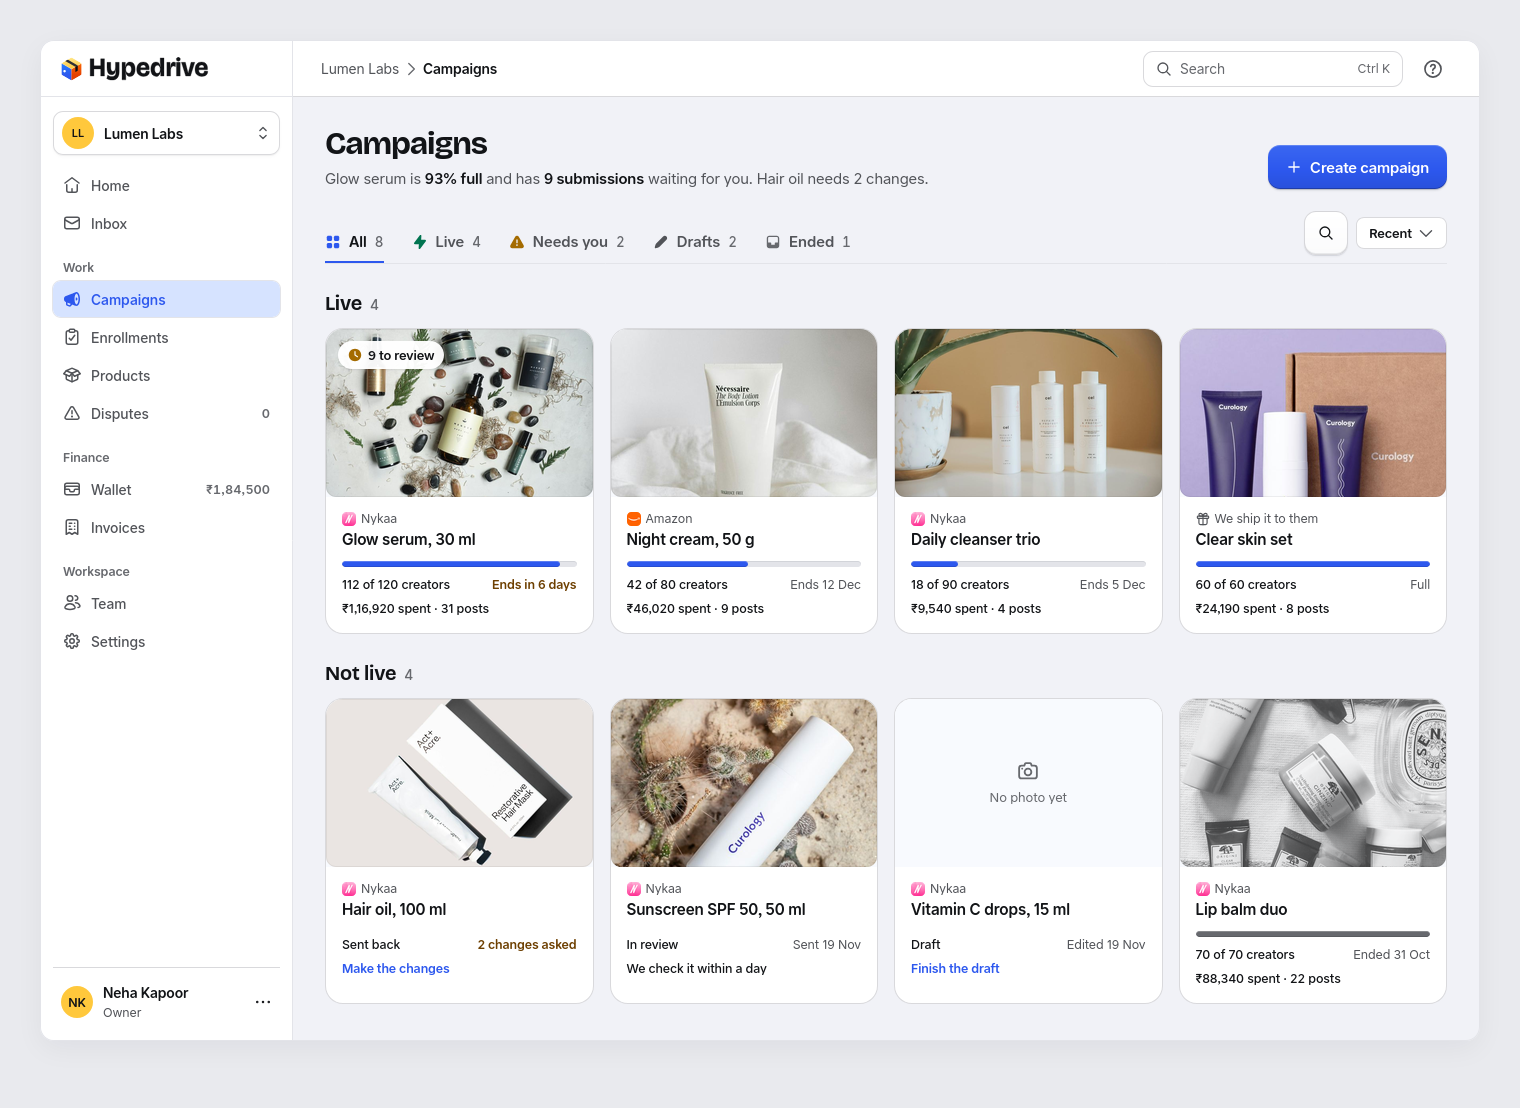 Hypedrive
Lumen Labs > Campaigns
Search Ctrl K
LL Lumen Labs
Home
Inbox
Work
Campaigns
Enrollments
Products
Disputes 0
Finance
Wallet ₹1,84,500
Invoices
Workspace
Team
Settings
NK Neha Kapoor
Owner
Campaigns
Glow serum is 93% full and has 9 submissions waiting for you. Hair oil needs 2 changes.
Create campaign
All 8 Live 4 Needs you 2 Drafts 2 Ended 1
Recent
Live 4
9 to review
Nykaa
Glow serum, 30 ml
112 of 120 creators Ends in 6 days
₹1,16,920 spent · 31 posts
Nécessaire
The Body Lotion
L'Emulsion Corps
Amazon
Night cream, 50 g
42 of 80 creators Ends 12 Dec
₹46,020 spent · 9 posts
Nykaa
Daily cleanser trio
18 of 90 creators Ends 5 Dec
₹9,540 spent · 4 posts
Curology
Curology
Curology
We ship it to them
Clear skin set
60 of 60 creators Full
₹24,190 spent · 8 posts
Not live 4
Act+
Acre.
Act+
Acre.
Restorative
Hair Mask
Nykaa
Hair oil, 100 ml
Sent back 2 changes asked
Make the changes
Curology
Nykaa
Sunscreen SPF 50, 50 ml
In review Sent 19 Nov
We check it within a day
No photo yet
Nykaa
Vitamin C drops, 15 ml
Draft Edited 19 Nov
Finish the draft
Nykaa
Lip balm duo
70 of 70 creators Ended 31 Oct
₹88,340 spent · 22 posts